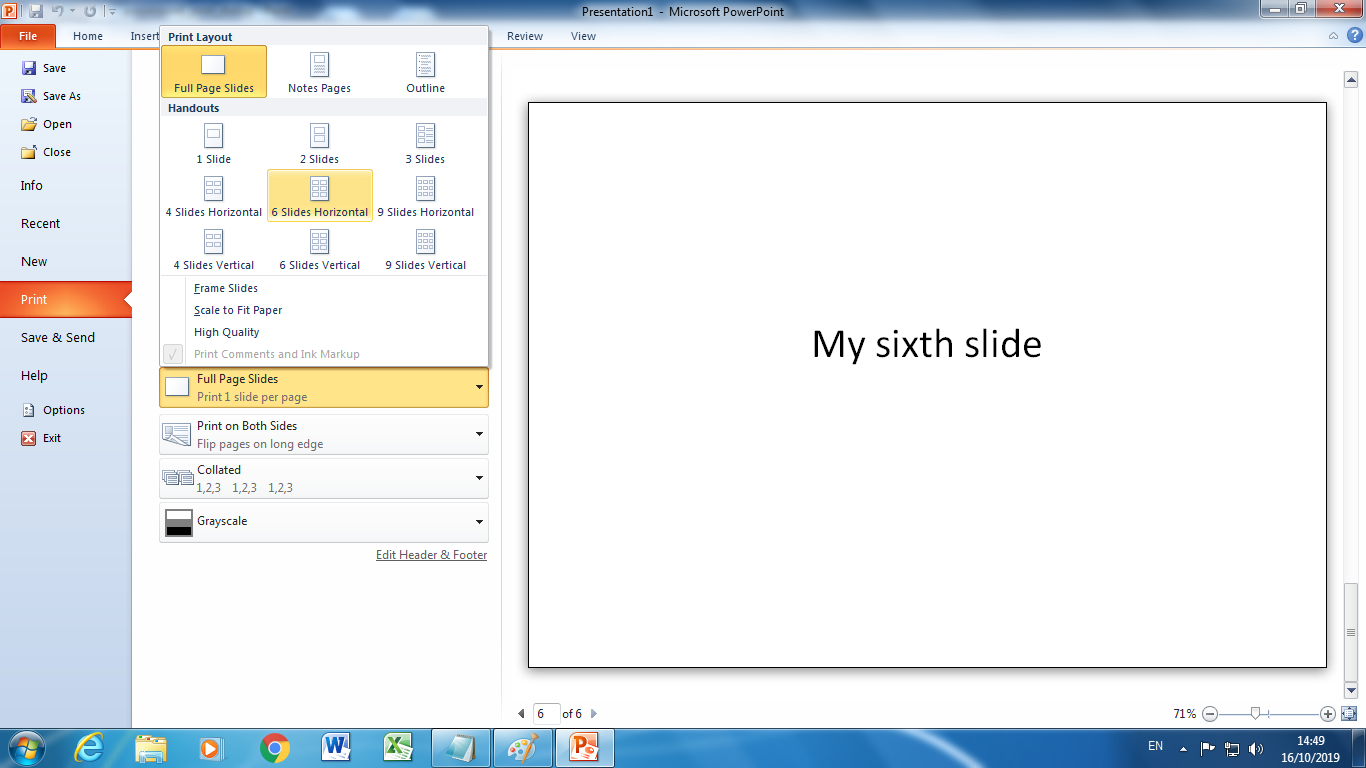 Presentation1 - Microsoft PowerPoint
File Home Insert Review View
Save
Save As
Open
Close
Info
Recent
New
Print
Save & Send
Help
Options
Exit
Print Layout
Full Page Slides Notes Pages Outline
Handouts
1 Slide 2 Slides 3 Slides
4 Slides Horizontal 6 Slides Horizontal 9 Slides Horizontal
4 Slides Vertical 6 Slides Vertical 9 Slides Vertical
Frame Slides
Scale to Fit Paper
High Quality
Print Comments and Ink Markup
Full Page Slides
Print 1 slide per page
Print on Both Sides
Flip pages on long edge
Collated
1,2,3 1,2,3 1,2,3
Grayscale
Edit Header & Footer
My sixth slide
6 of 6
71%
EN
14:49
16/10/2019